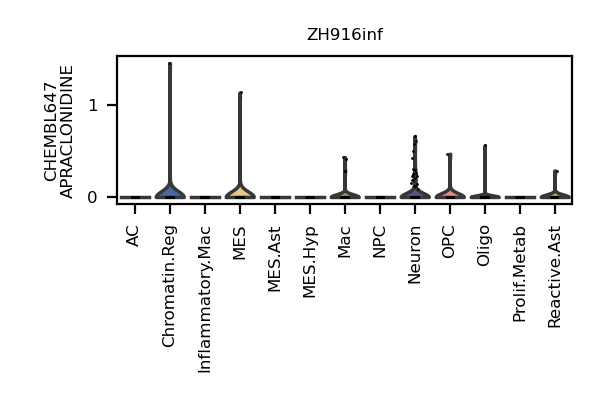 ZH916inf
CHEMBL647
APRACLONIDINE
1
0
AC
Chromatin.Reg
Inflammatory.Mac
MES
MES.Ast
MES.Hyp
Mac
NPC
Neuron
OPC
Oligo
Prolif.Metab
Reactive.Ast